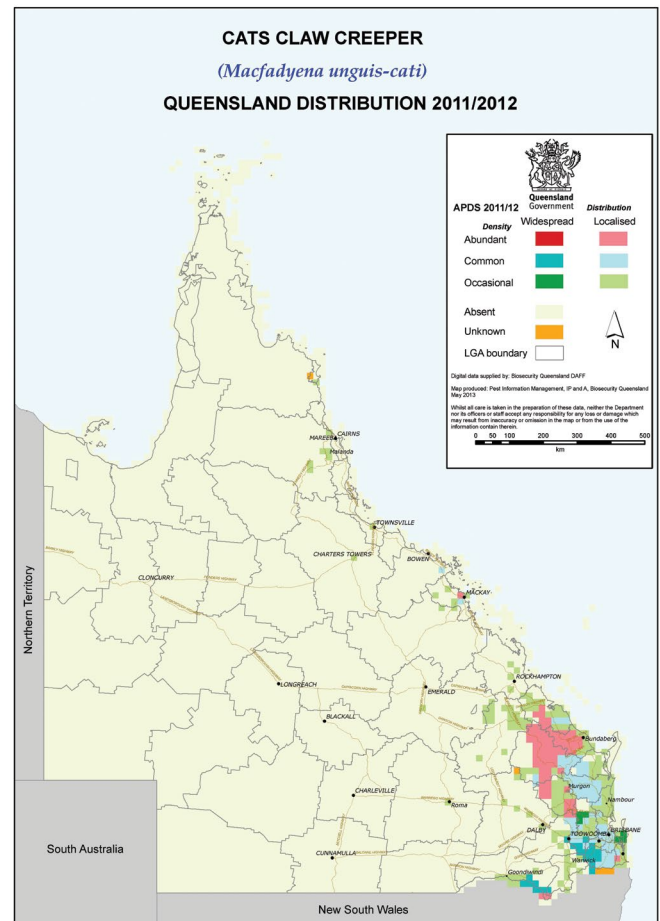 CATS CLAW CREEPER
(Macfadyena unguis-cati)
QUEENSLAND DISTRIBUTION 2011/2012
Queensland
Government
APDS 2011/12
Distribution
Density
Widespread
Localised
Abundant
Common
Occasional
Absent
Unknown
LGA boundary
N
Digital data supplied by: Biosecurity Queensland DAFF
Map produced: Pest Information Management, IP and A, Biosecurity Queensland
May 2013
Whilst all care is taken in the preparation of these data, neither the Department
nor its officers or staff accept any responsibility for any loss or damage which
may result from inaccuracy or omission in the map or from the use of the
information contain therein.
0 50 100 200 300 400 500
km
CAIRNS
MAREEBA
Malanda
TOWNSVILLE
CHARTERS TOWERS
BOWEN
CLONCURRY
MACKAY
ROCKHAMPTON
LONGREACH
EMERALD
BLACKALL
Bundaberg
CHARLEVILLE
Murgon
Roma
Nambour
DALBY
TOOWOOMBA
BRISBANE
CUNNAMULLA
Warwick
Goondiwindi
Northern Territory
South Australia
New South Wales